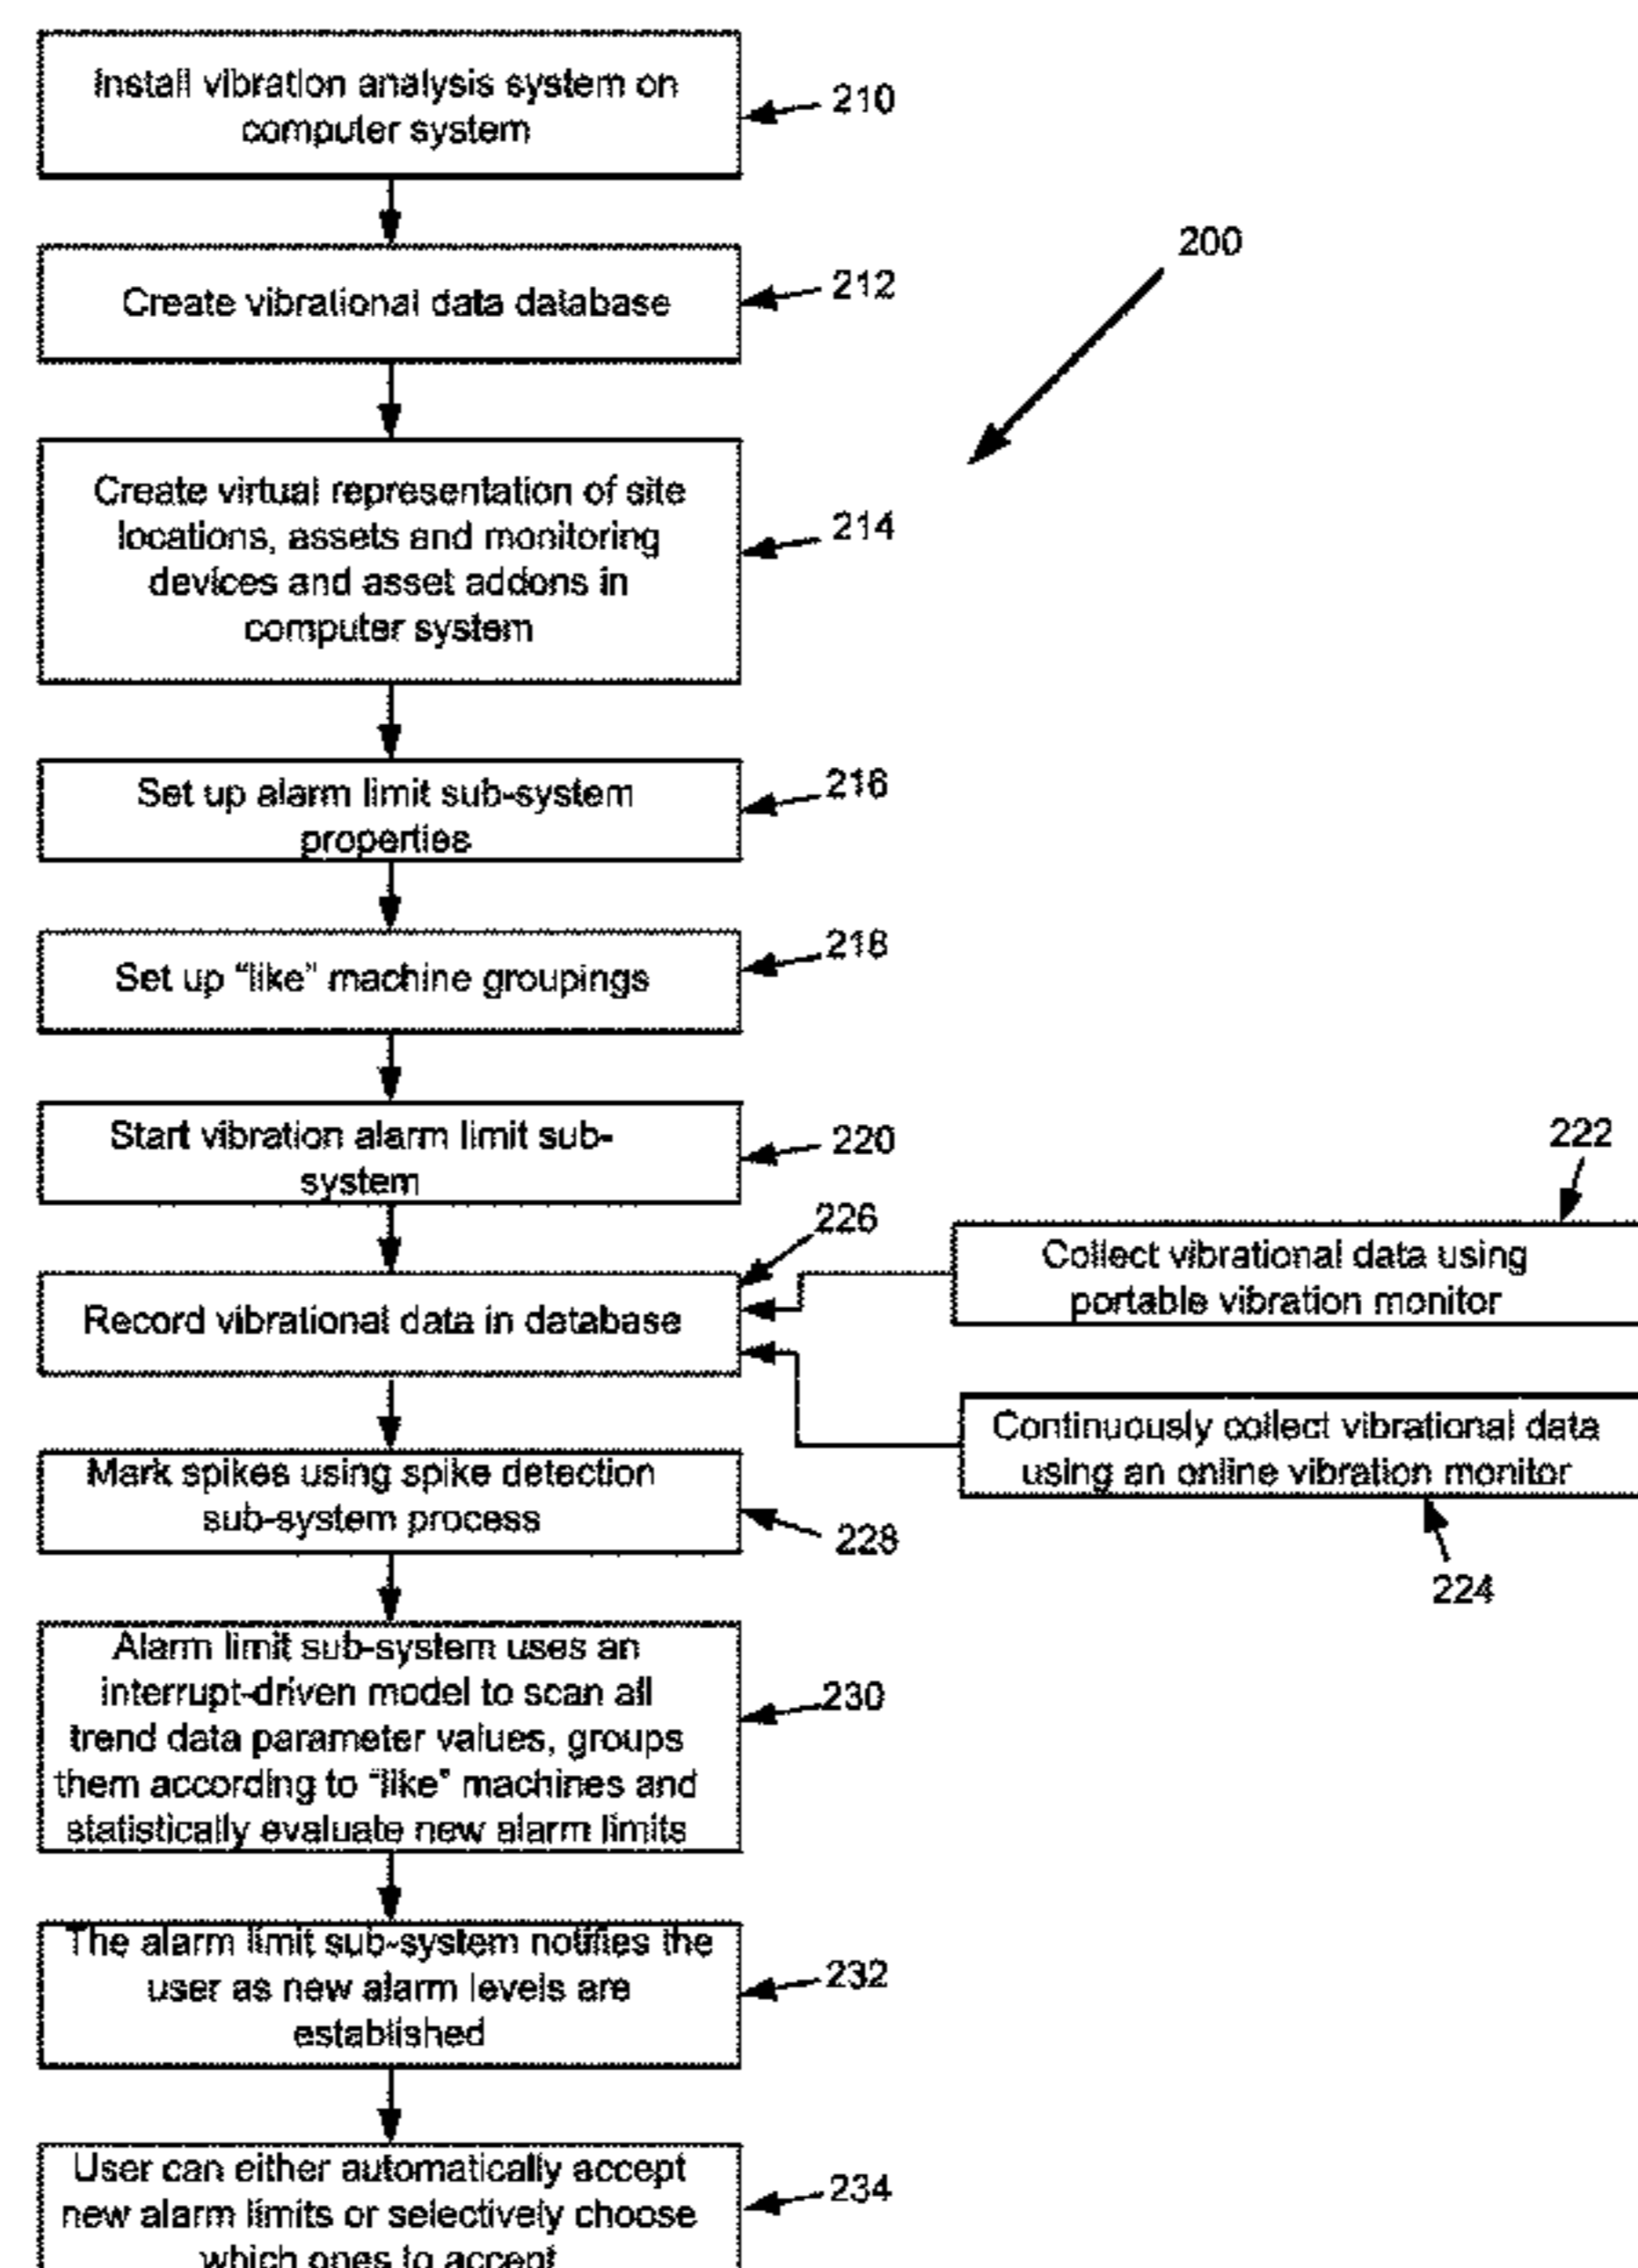 Install vibration analysis system on
computer system
210
Create vibrational data database
212
200
Create virtual representation of site
locations, assets and monitoring
devices and asset addons in
computer system
214
Set up alarm limit sub-system
properties
216
Set up “like” machine groupings
218
Start vibration alarm limit sub-
system
220
222
226
Record vibrational data in database
Collect vibrational data using
portable vibration monitor
Continuously collect vibrational data
using an online vibration monitor
224
Mark spikes using spike detection
sub-system process
228
Alarm limit sub-system uses an
interrupt-driven model to scan all
trend data parameter values, groups
them according to “like” machines and
statistically evaluate new alarm limits
230
The alarm limit sub-system notifies the
user as new alarm levels are
established
232
User can either automatically accept
new alarm limits or selectively choose
which ones to accept
234